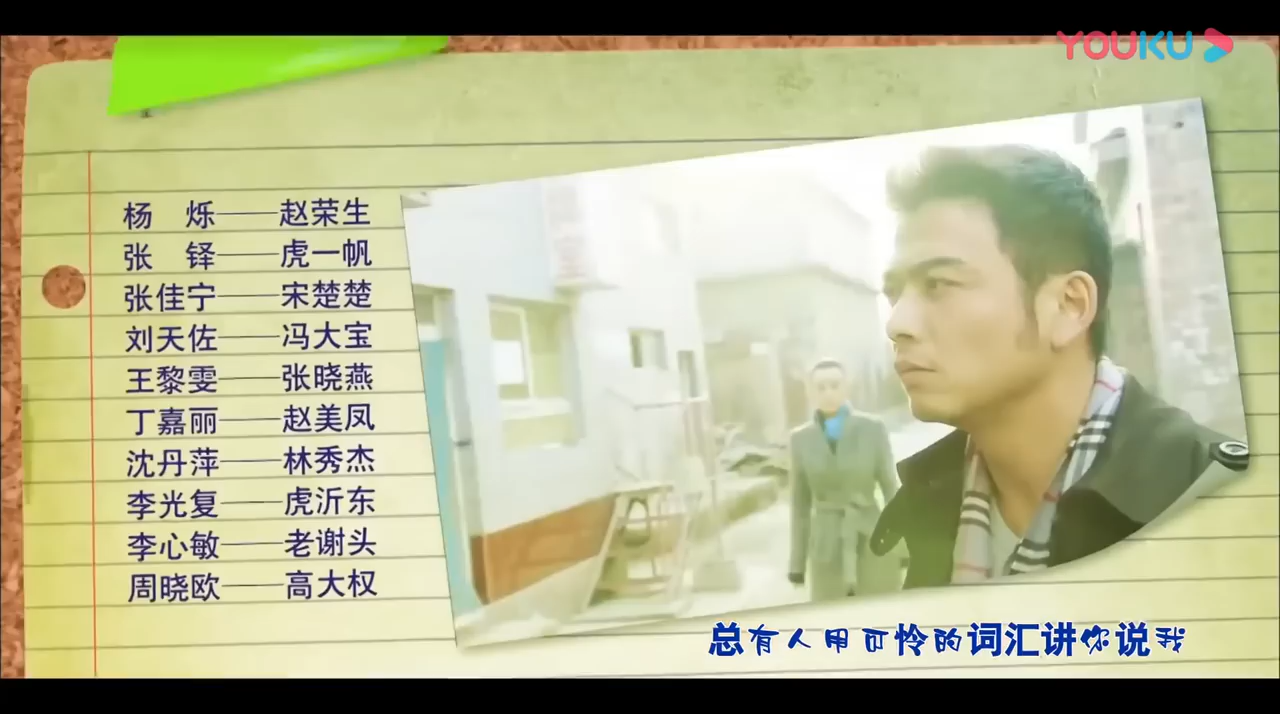 YOUKU
杨 烁——赵荣生
张 铎——虎一帆
张佳宁——宋楚楚
刘天佐——冯大宝
王黎雯——张晓燕
丁嘉丽——赵美凤
沈丹萍——林秀杰
李光复——虎沂东
李心敏——老谢头
周晓欧——高大权
总有人用可怜的词汇讲你说我